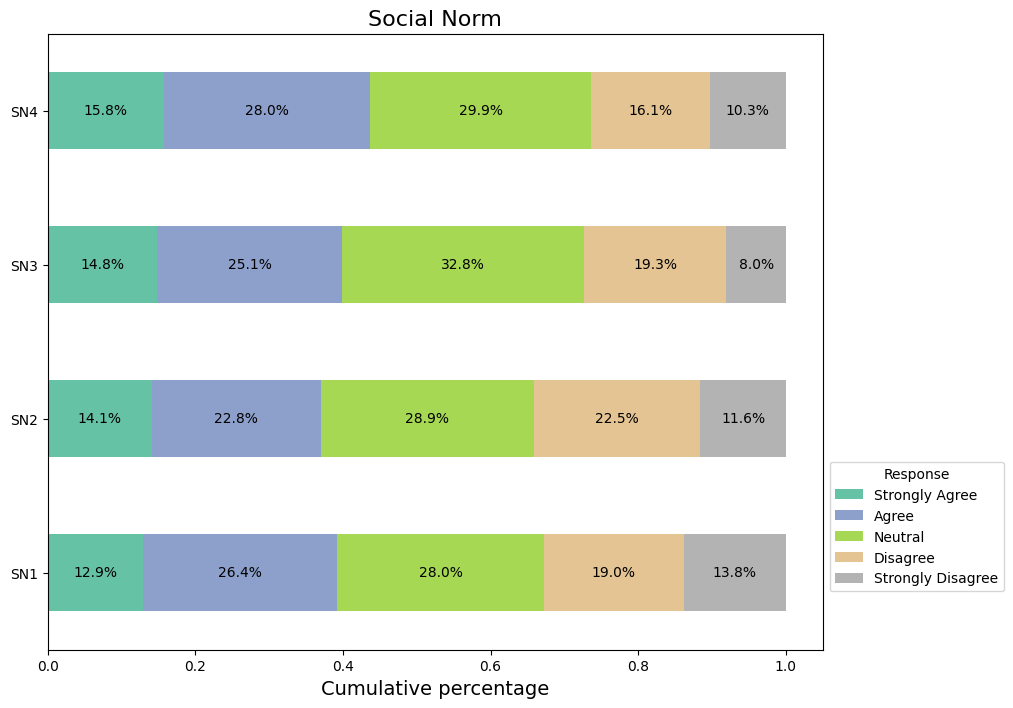 Social Norm
SN4
15.8%
28.0%
29.9%
16.1%
10.3%
SN3
14.8%
25.1%
32.8%
19.3%
8.0%
SN2
14.1%
22.8%
28.9%
22.5%
11.6%
SN1
12.9%
26.4%
28.0%
19.0%
13.8%
0.0
0.2
0.4
0.6
0.8
1.0
Cumulative percentage
Response
Strongly Agree
Agree
Neutral
Disagree
Strongly Disagree